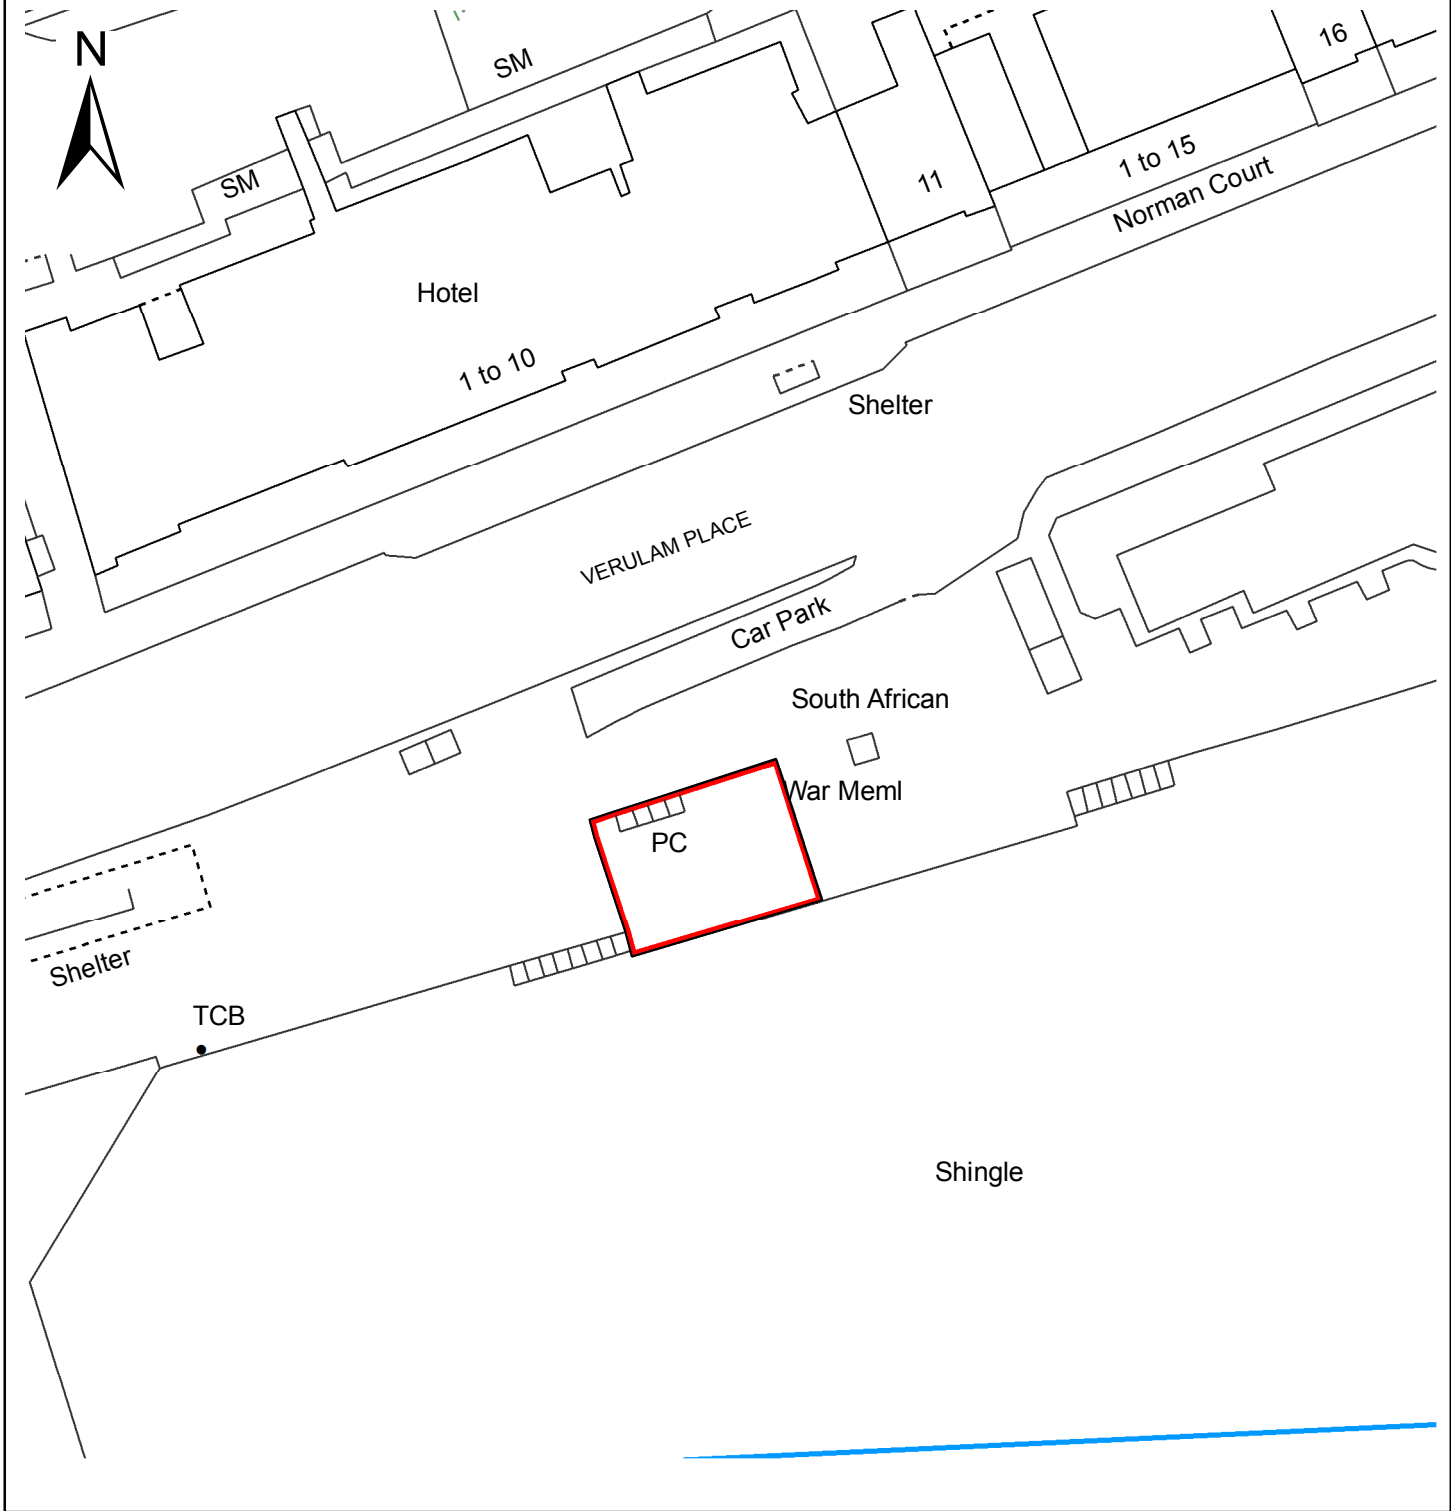 N
SM
16
SM
11
1 to 15
Norman Court
Hotel
1 to 10
Shelter
VERULAM PLACE
Car Park
South African
War Meml
PC
Shelter
TCB
Shingle